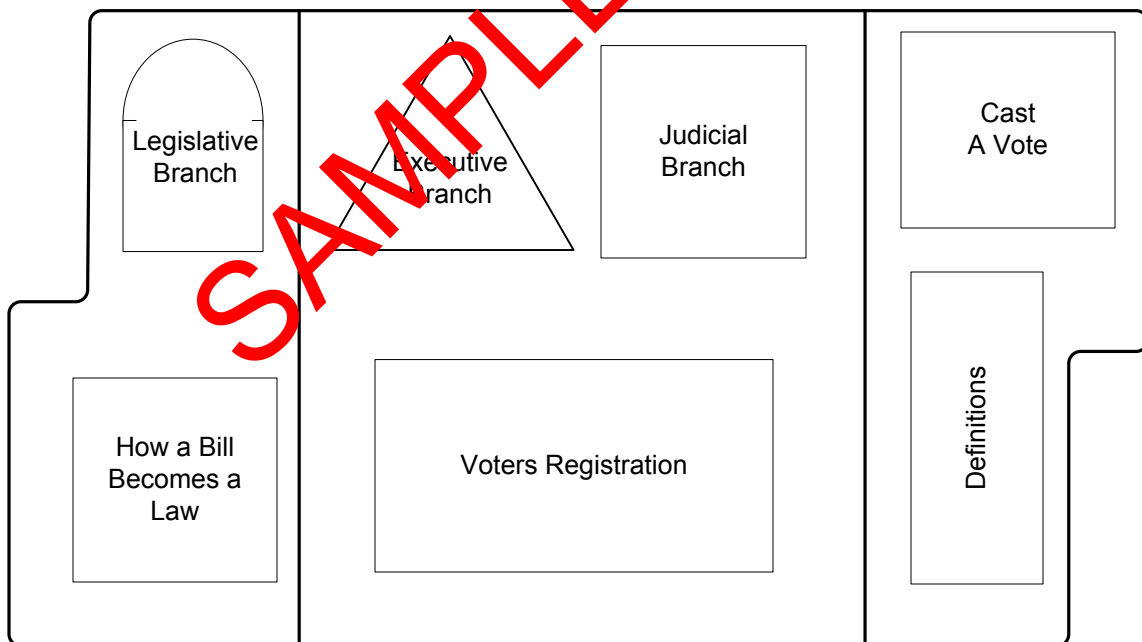 Legislative
Branch
Executive
Branch
Judicial
Branch
Cast
A Vote
How a Bill
Becomes a
Law
Voters Registration
Definitions
SAMPLE